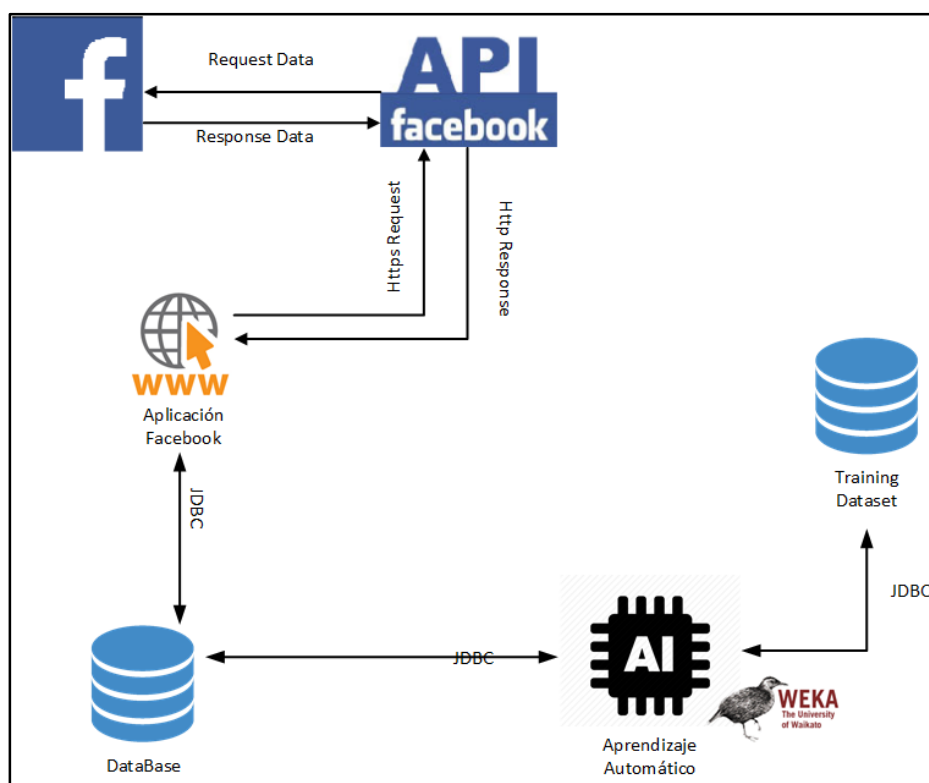 f
Request Data
Response Data
API
facebook
Https Request
Http Response
WWW
Aplicación
Facebook
JDBC
Training
Dataset
JDBC
JDBC
AI
WEKA
The University
of Waikato
DataBase
Aprendizaje
Automático